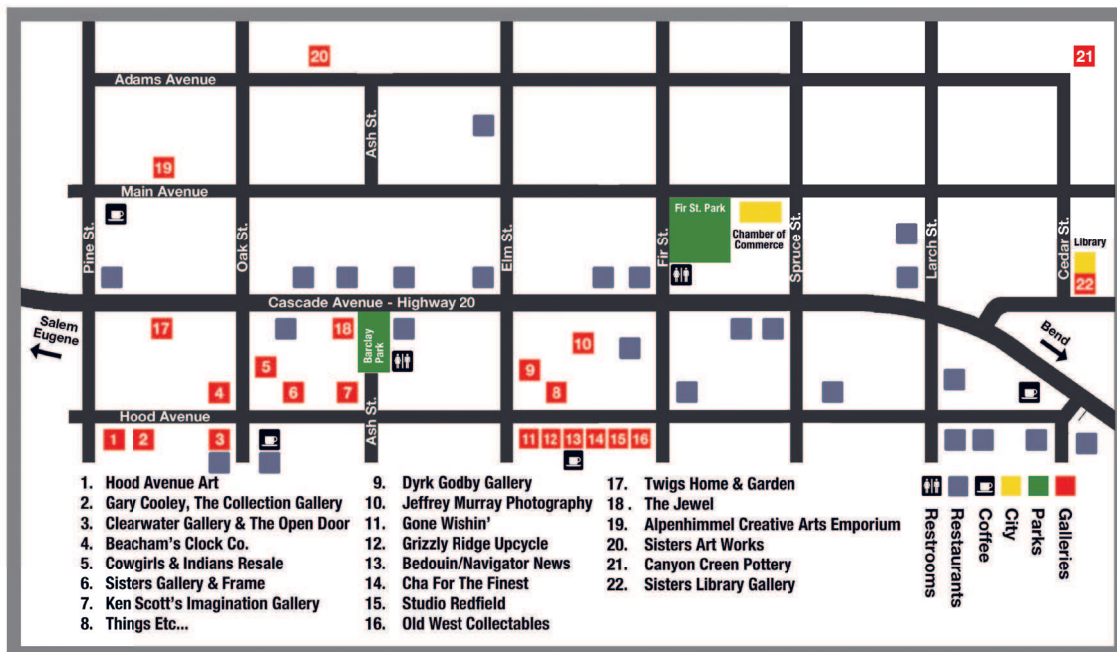 20
21
Adams Avenue
Ash St.
19
Main Avenue
Pine St.
Oak St.
Elm St.
Fir St.
Fir St. Park
Chamber of
Commerce
Spruce St.
Larch St.
Cedar St.
Library
22
Cascade Avenue - Highway 20
Salem
Eugene
17
18
Barclay
Park
10
Bend
5
9
4
6
7
8
Hood Avenue
Ash St.
1
2
3
11
12
13
14
15
16
1. Hood Avenue Art
2. Gary Cooley, The Collection Gallery
3. Clearwater Gallery & The Open Door
4. Beacham's Clock Co.
5. Cowgirls & Indians Resale
6. Sisters Gallery & Frame
7. Ken Scott's Imagination Gallery
8. Things Etc...
9. Dyrk Godby Gallery
10. Jeffrey Murray Photography
11. Gone Wishin'
12. Grizzly Ridge Upcycle
13. Bedouin/Navigator News
14. Cha For The Finest
15. Studio Redfield
16. Old West Collectables
17. Twigs Home & Garden
18. The Jewel
19. Alpenhimmel Creative Arts Emporium
20. Sisters Art Works
21. Canyon Creen Pottery
22. Sisters Library Gallery
Restrooms
Restaurants
Coffee
City
Parks
Galleries